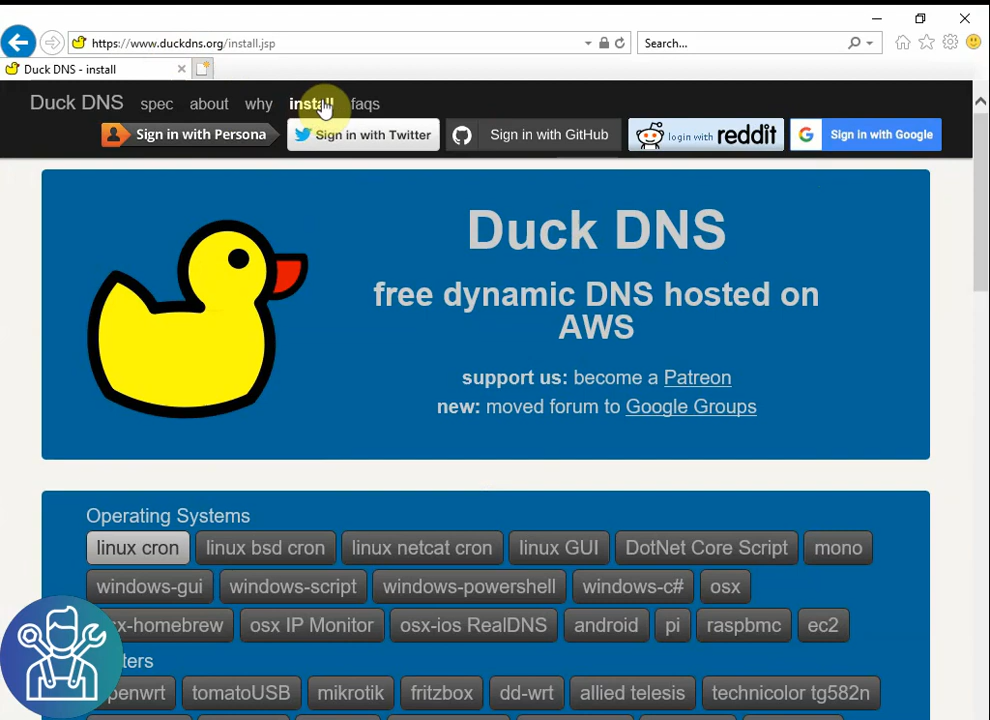 https://www.duckdns.org/install.jsp
Search...
Duck DNS - install
Duck DNS spec about why install faqs
Sign in with Persona Sign in with Twitter Sign in with GitHub login with reddit G Sign in with Google
Duck DNS
free dynamic DNS hosted on
AWS
support us: become a Patreon
new: moved forum to Google Groups
Operating Systems
linux cron linux bsd cron linux netcat cron linux GUI DotNet Core Script mono
windows-gui windows-script windows-powershell windows-c# osx
sx-homebrew osx IP Monitor osx-ios RealDNS android pi raspbmc ec2
ters
penwrt tomatoUSB mikrotik fritzbox dd-wrt allied telesis technicolor tg582n